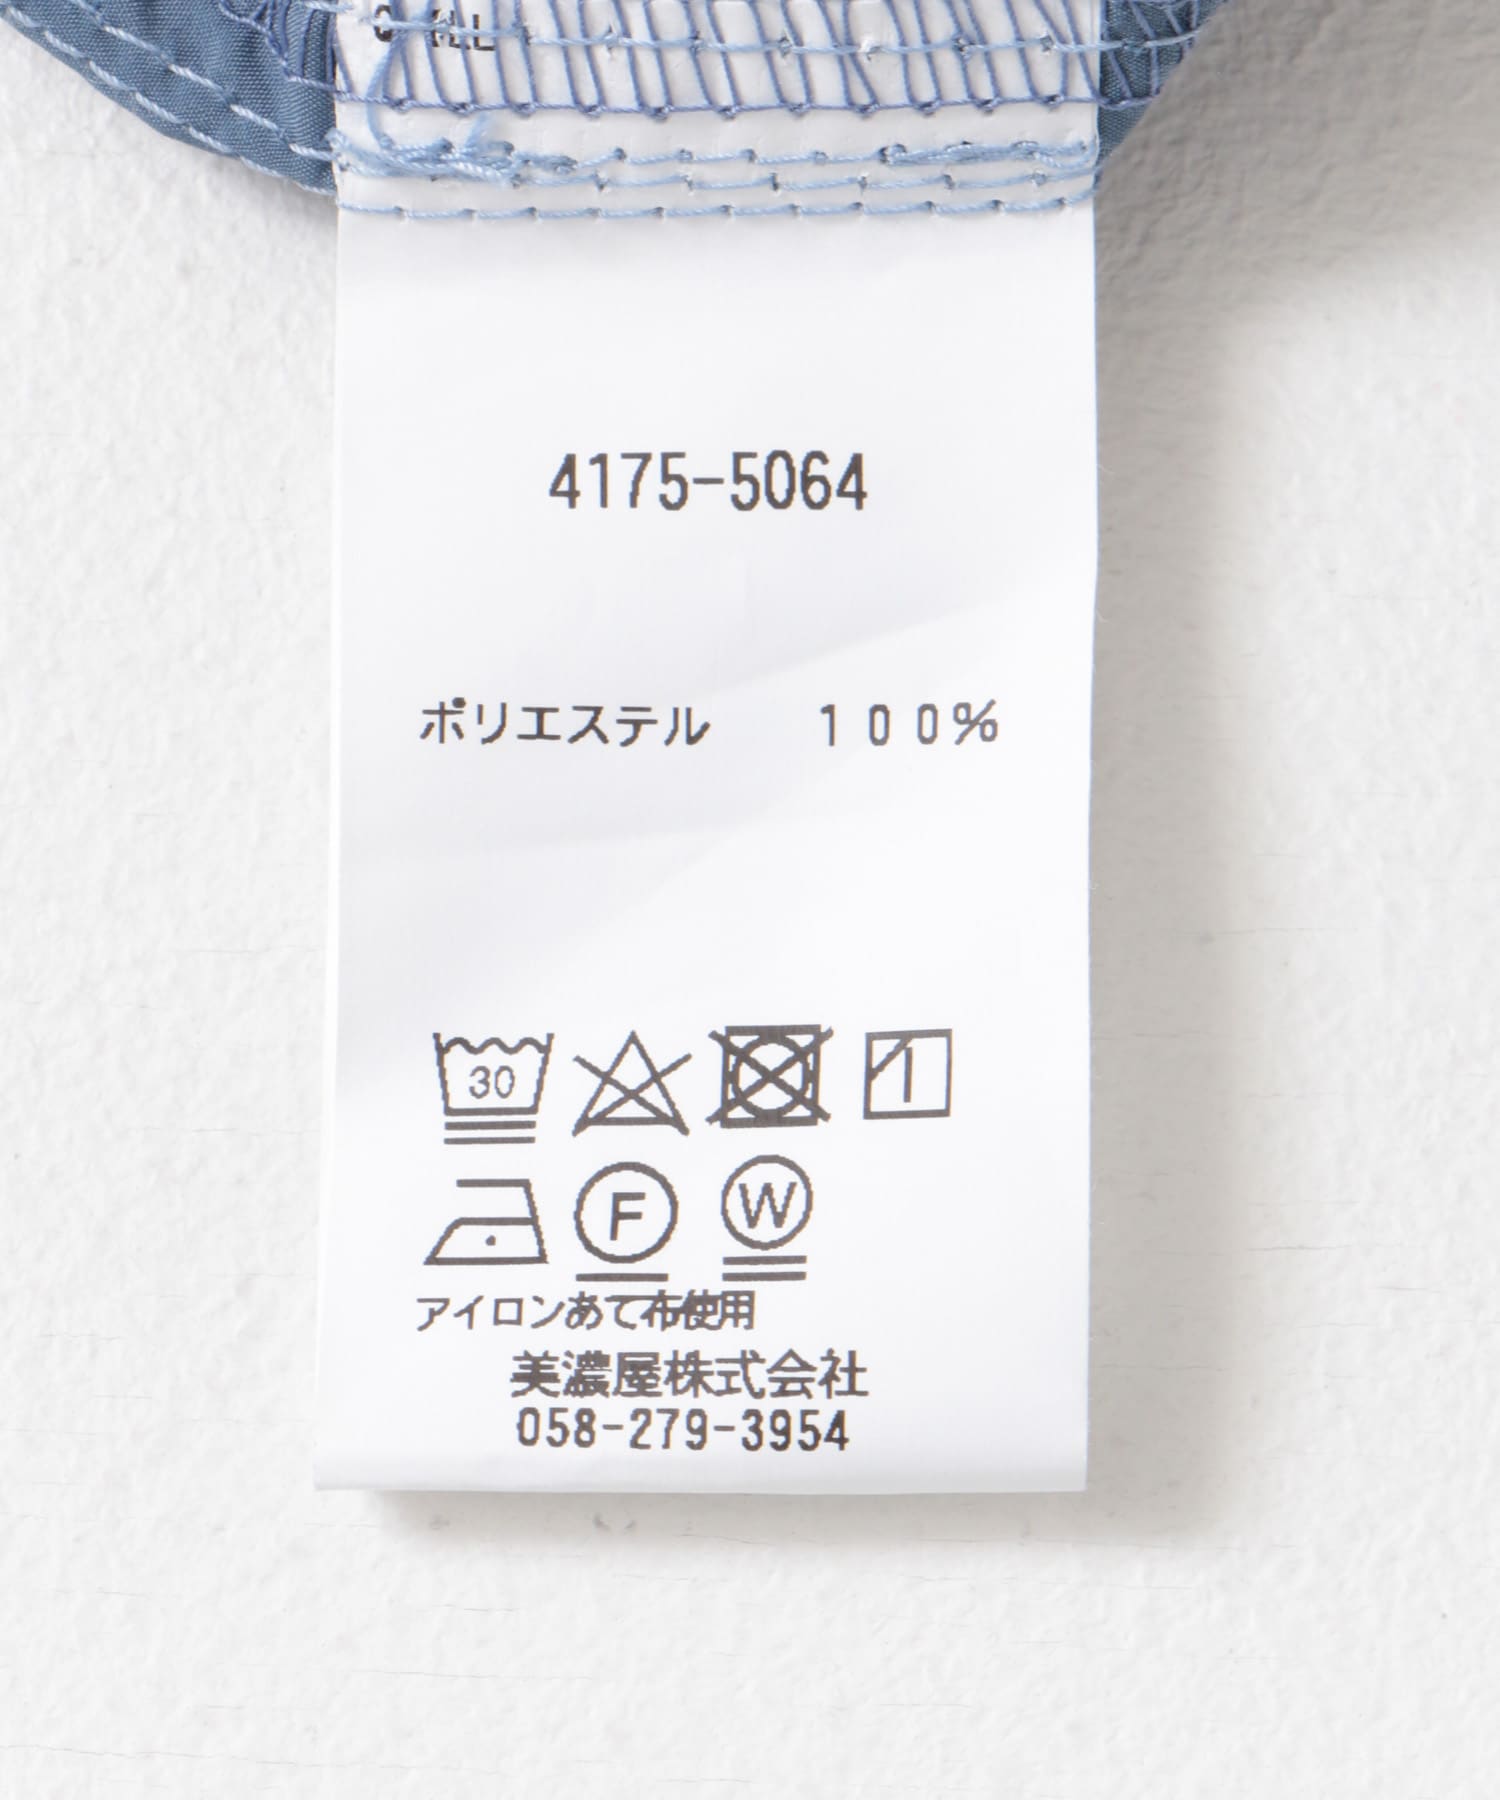 4175-5064
ポリエステル 100%
30
F W
アイロンあて布使用
美濃屋株式会社
058-279-3954